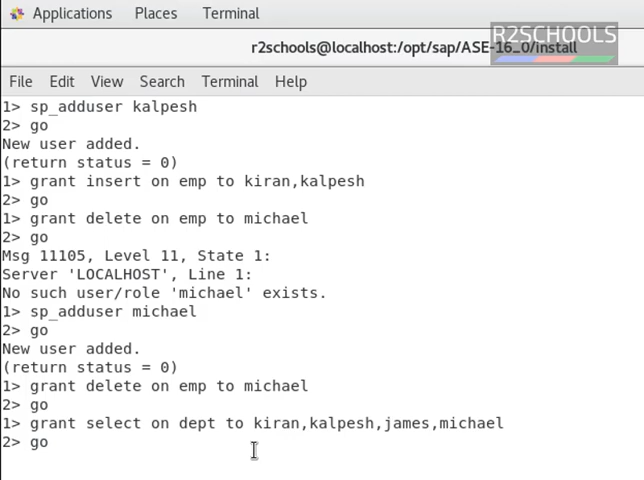 Applications Places Terminal
R2SCHOOLS
r2schools@localhost:/opt/sap/ASE-16_0/install
File Edit View Search Terminal Help
1> sp_adduser kalpesh
2> go
New user added.
(return status = 0)
1> grant insert on emp to kiran,kalpesh
2> go
1> grant delete on emp to michael
2> go
Msg 11105, Level 11, State 1:
Server 'LOCALHOST', Line 1:
No such user/role 'michael' exists.
1> sp_adduser michael
2> go
New user added.
(return status = 0)
1> grant delete on emp to michael
2> go
1> grant select on dept to kiran,kalpesh,james,michael
2> go